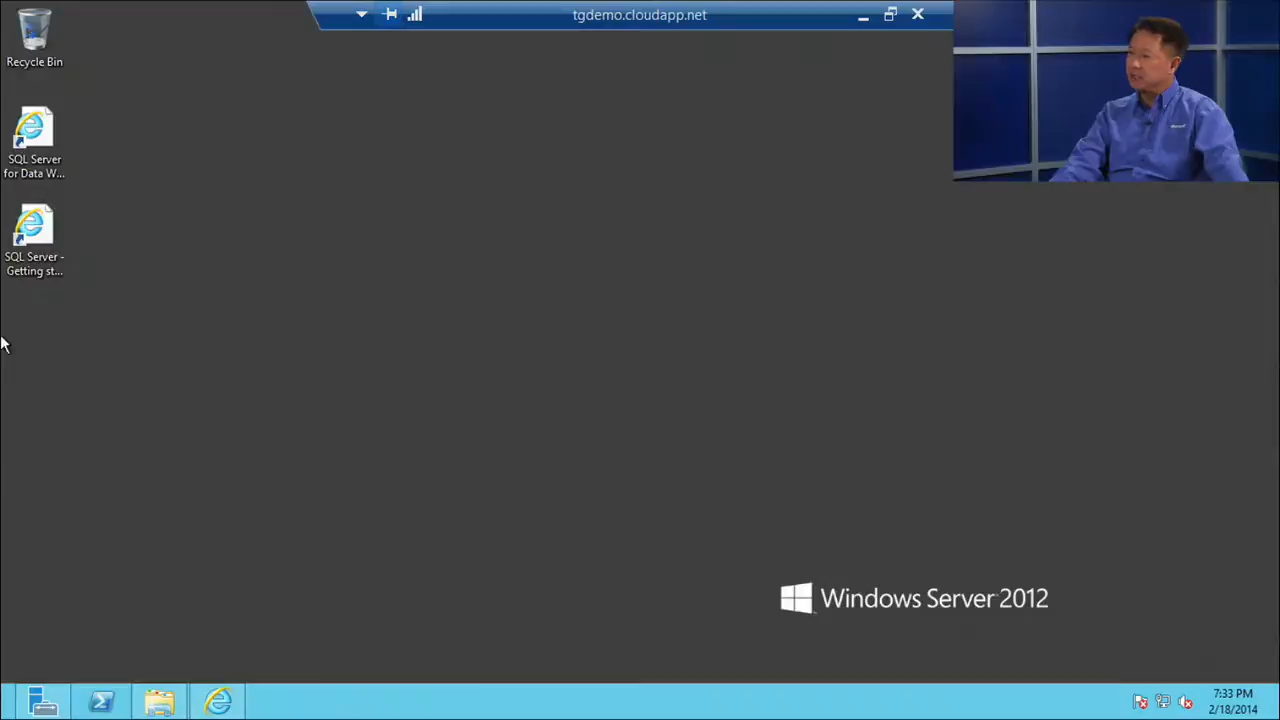 tgdemo.cloudapp.net
Recycle Bin
SQL Server
for Data W...
SQL Server -
Getting st...
Windows Server 2012
7:33 PM
2/18/2014